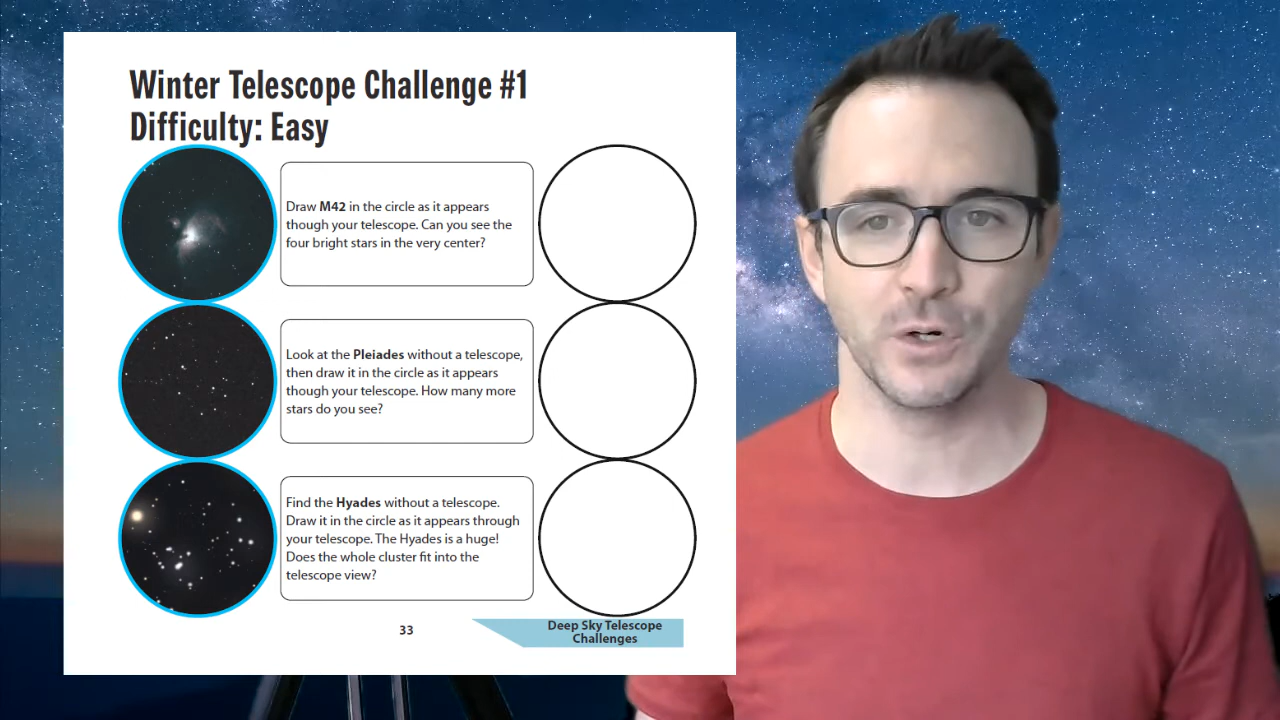 Winter Telescope Challenge #1
Difficulty: Easy
Draw M42 in the circle as it appears
though your telescope. Can you see the
four bright stars in the very center?
Look at the Pleiades without a telescope,
then draw it in the circle as it appears
though your telescope. How many more
stars do you see?
Find the Hyades without a telescope.
Draw it in the circle as it appears through
your telescope. The Hyades is a huge!
Does the whole cluster fit into the
telescope view?
33
Deep Sky Telescope
Challenges